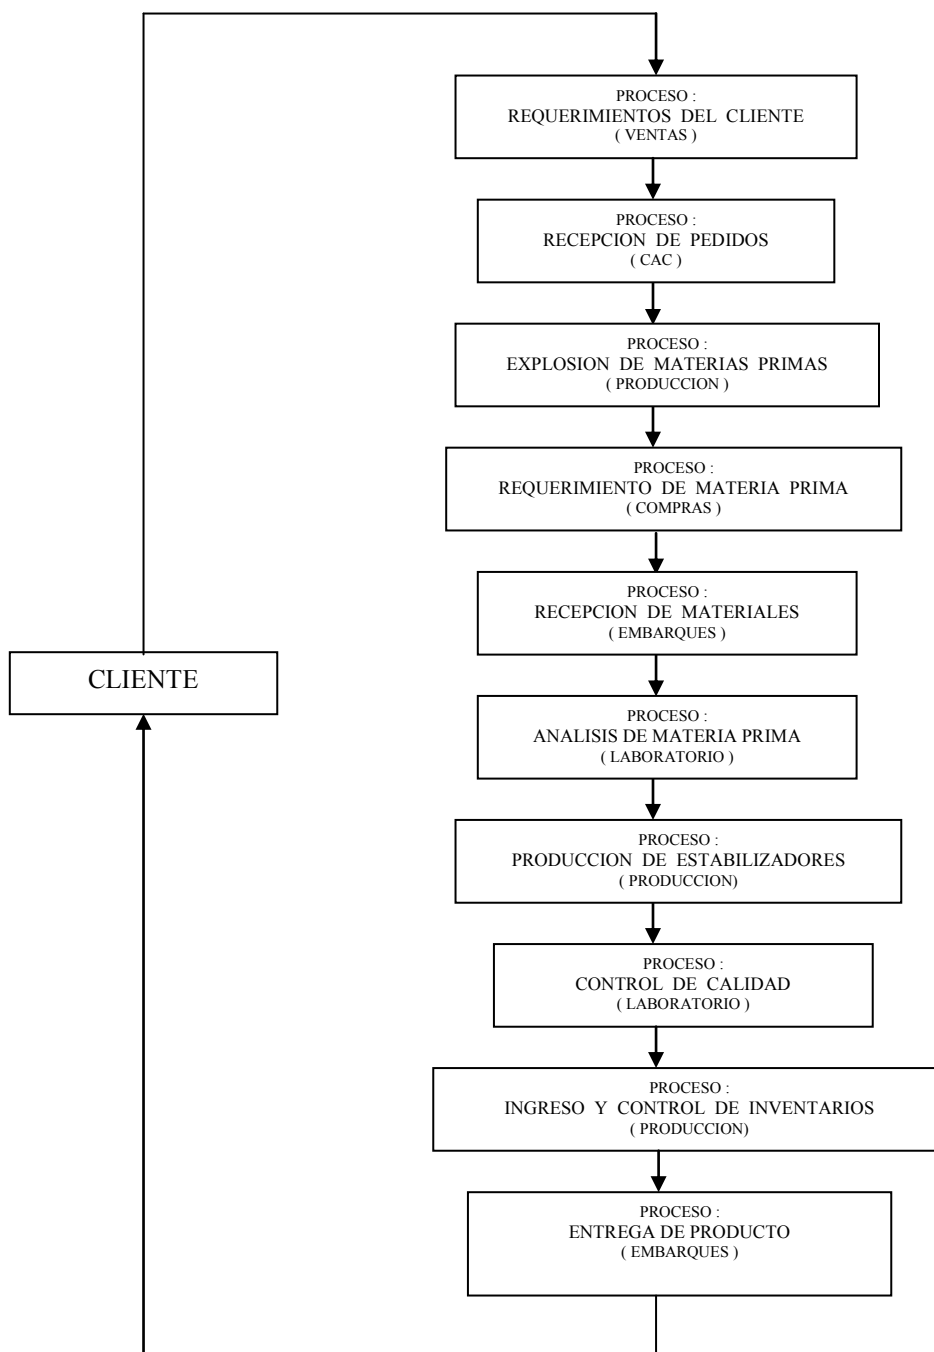 PROCESO :
REQUERIMIENTOS DEL CLIENTE
( VENTAS )
PROCESO :
RECEPCION DE PEDIDOS
( CAC )
PROCESO :
EXPLOSION DE MATERIAS PRIMAS
( PRODUCCION )
PROCESO :
REQUERIMIENTO DE MATERIA PRIMA
( COMPRAS )
PROCESO :
RECEPCION DE MATERIALES
( EMBARQUES )
CLIENTE
PROCESO :
ANALISIS DE MATERIA PRIMA
( LABORATORIO )
PROCESO :
PRODUCCION DE ESTABILIZADORES
( PRODUCCION)
PROCESO :
CONTROL DE CALIDAD
( LABORATORIO )
PROCESO :
INGRESO Y CONTROL DE INVENTARIOS
( PRODUCCION)
PROCESO :
ENTREGA DE PRODUCTO
( EMBARQUES )